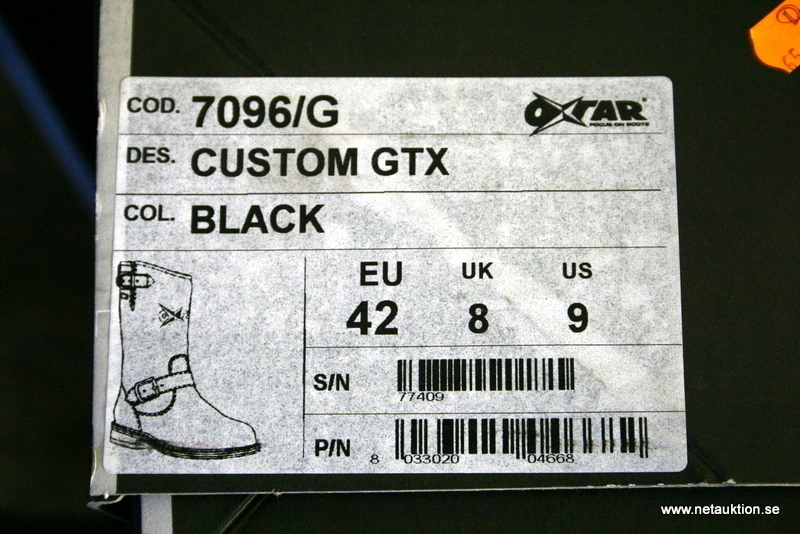 COD. 7096/G
OXTAR
FOCUS ON BOOTS
DES. CUSTOM GTX
COL. BLACK
EU UK US
42 8 9
S/N
77409
P/N
8 033020 04668
www.netauktion.se